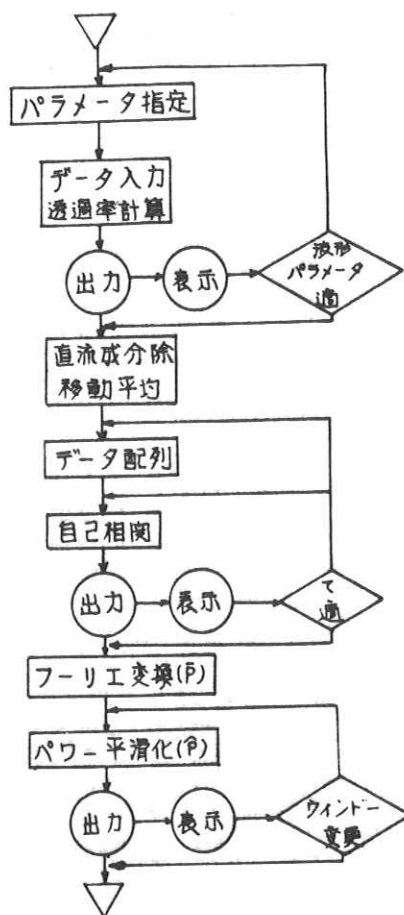 パラメータ指定
データ入力
透過率計算
出力
表示
波形
パラメータ
適
直流成分除
移動平均
データ配列
自己相関
出力
表示
て
適
フーリエ変換(P̄)
パワー平滑化(P̂)
出力
表示
ウィンドー
変更